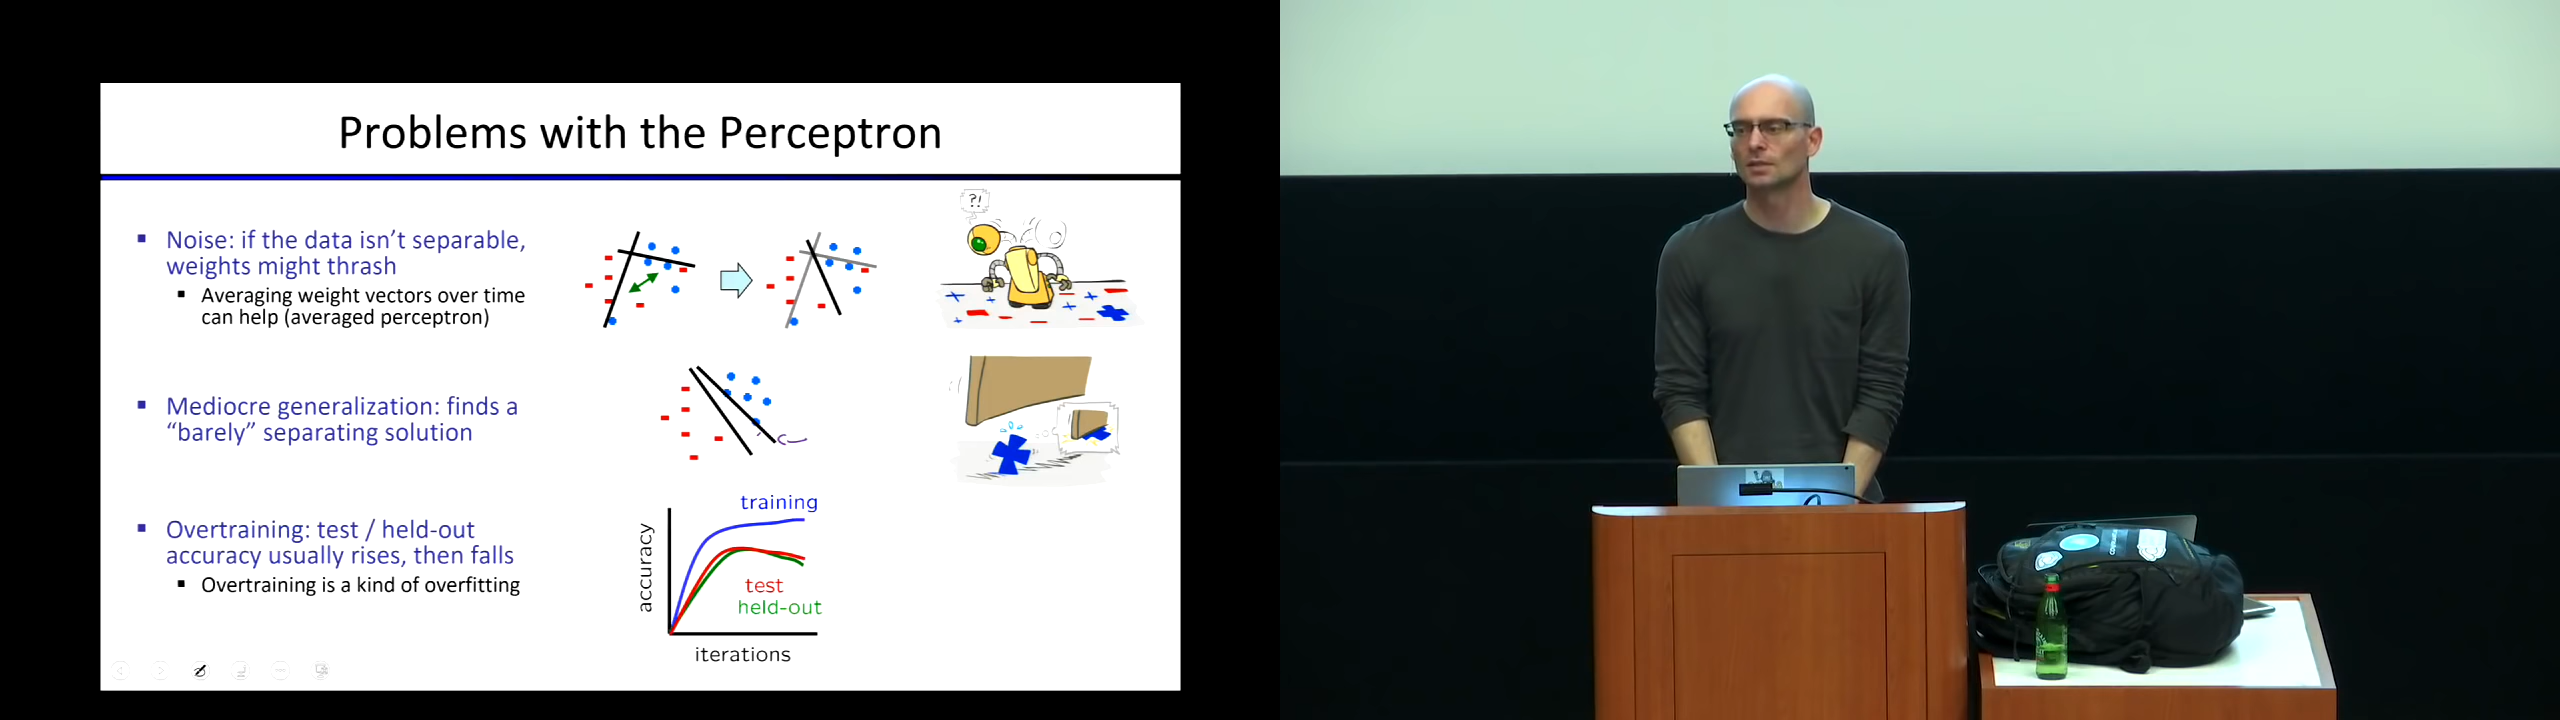 Problems with the Perceptron
Noise: if the data isn't separable,
weights might thrash
Averaging weight vectors over time
can help (averaged perceptron)
?!
Mediocre generalization: finds a
“barely” separating solution
Overtraining: test / held-out
accuracy usually rises, then falls
Overtraining is a kind of overfitting
training
accuracy
test
held-out
iterations